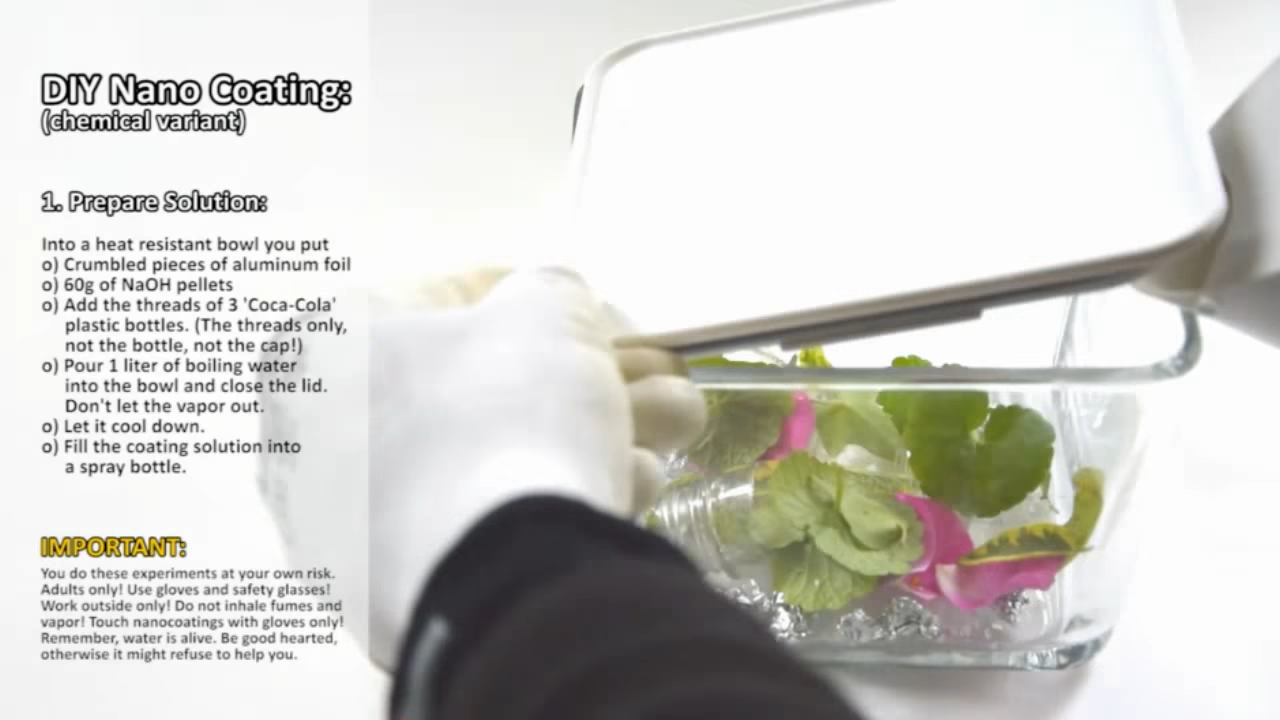 DIY Nano Coating:
(chemical variant)
1. Prepare Solution:
Into a heat resistant bowl you put
o) Crumbled pieces of aluminum foil
o) 60g of NaOH pellets
o) Add the threads of 3 'Coca-Cola'
plastic bottles. (The threads only,
not the bottle, not the cap!)
o) Pour 1 liter of boiling water
into the bowl and close the lid.
Don't let the vapor out.
o) Let it cool down.
o) Fill the coating solution into
a spray bottle.
IMPORTANT:
You do these experiments at your own risk.
Adults only! Use gloves and safety glasses!
Work outside only! Do not inhale fumes and
vapor! Touch nanocoatings with gloves only!
Remember, water is alive. Be good hearted,
otherwise it might refuse to help you.